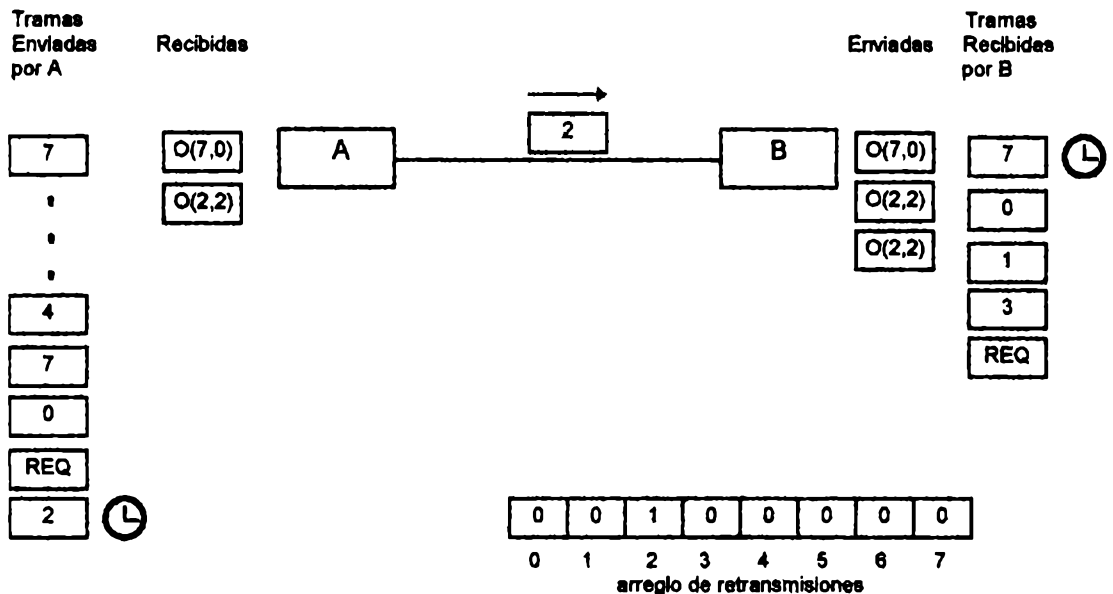 Tramas
Enviadas
por A
Recibidas
Enviadas
Tramas
Recibidas
por B
2
7
O(7,0)
A
B
O(7,0)
7
O(2,2)
O(2,2)
0
O(2,2)
1
4
3
7
REQ
0
REQ
2
0 0 1 0 0 0 0 0
0 1 2 3 4 5 6 7
arreglo de retransmisiones